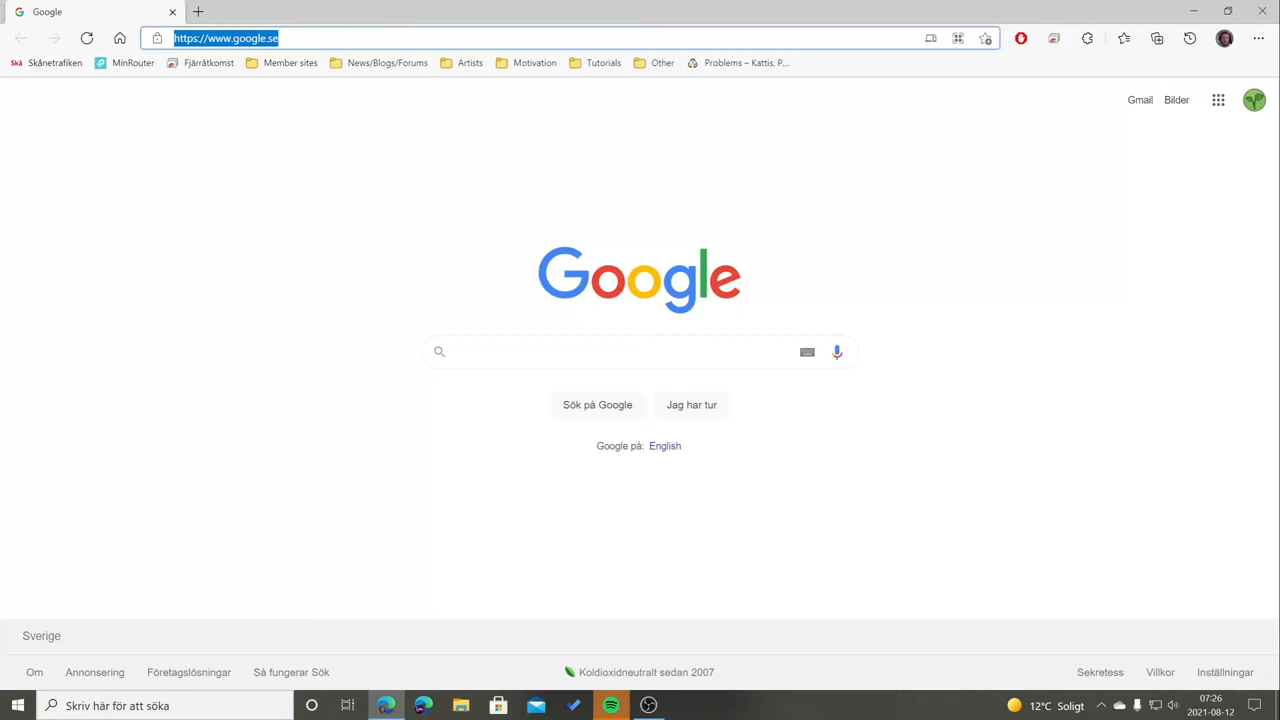 Google
https://www.google.se
Skå Skånetrafiken MinRouter Fjärråtkomst Member sites News/Blogs/Forums Artists Motivation Tutorials Other Problems – Kattis, P...
Gmail Bilder
Google
Sök på Google Jag har tur
Google på: English
Sverige
Om Annonsering Företagslösningar Så fungerar Sök Koldioxidneutralt sedan 2007 Sekretess Villkor Inställningar
Skriv här för att söka 12°C Soligt 07:26
2021-08-12